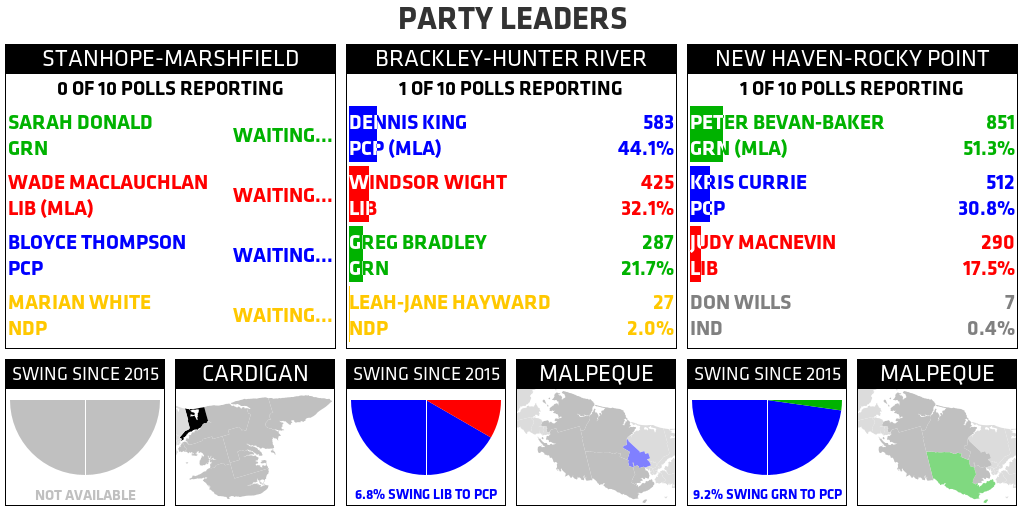 PARTY LEADERS
STANHOPE-MARSHFIELD
0 OF 10 POLLS REPORTING
SARAH DONALD
GRN
WAITING...
WADE MACLAUCHLAN
LIB (MLA)
WAITING...
BLOYCE THOMPSON
PCP
WAITING...
MARIAN WHITE
NDP
WAITING...
BRACKLEY-HUNTER RIVER
1 OF 10 POLLS REPORTING
DENNIS KING 583
PCP (MLA) 44.1%
WINDSOR WIGHT 425
LIB 32.1%
GREG BRADLEY 287
GRN 21.7%
LEAH-JANE HAYWARD 27
NDP 2.0%
NEW HAVEN-ROCKY POINT
1 OF 10 POLLS REPORTING
PETER BEVAN-BAKER 851
GRN (MLA) 51.3%
KRIS CURRIE 512
PCP 30.8%
JUDY MACNEVIN 290
LIB 17.5%
DON WILLS 7
IND 0.4%
SWING SINCE 2015
NOT AVAILABLE
CARDIGAN
SWING SINCE 2015
6.8% SWING LIB TO PCP
MALPEQUE
SWING SINCE 2015
9.2% SWING GRN TO PCP
MALPEQUE